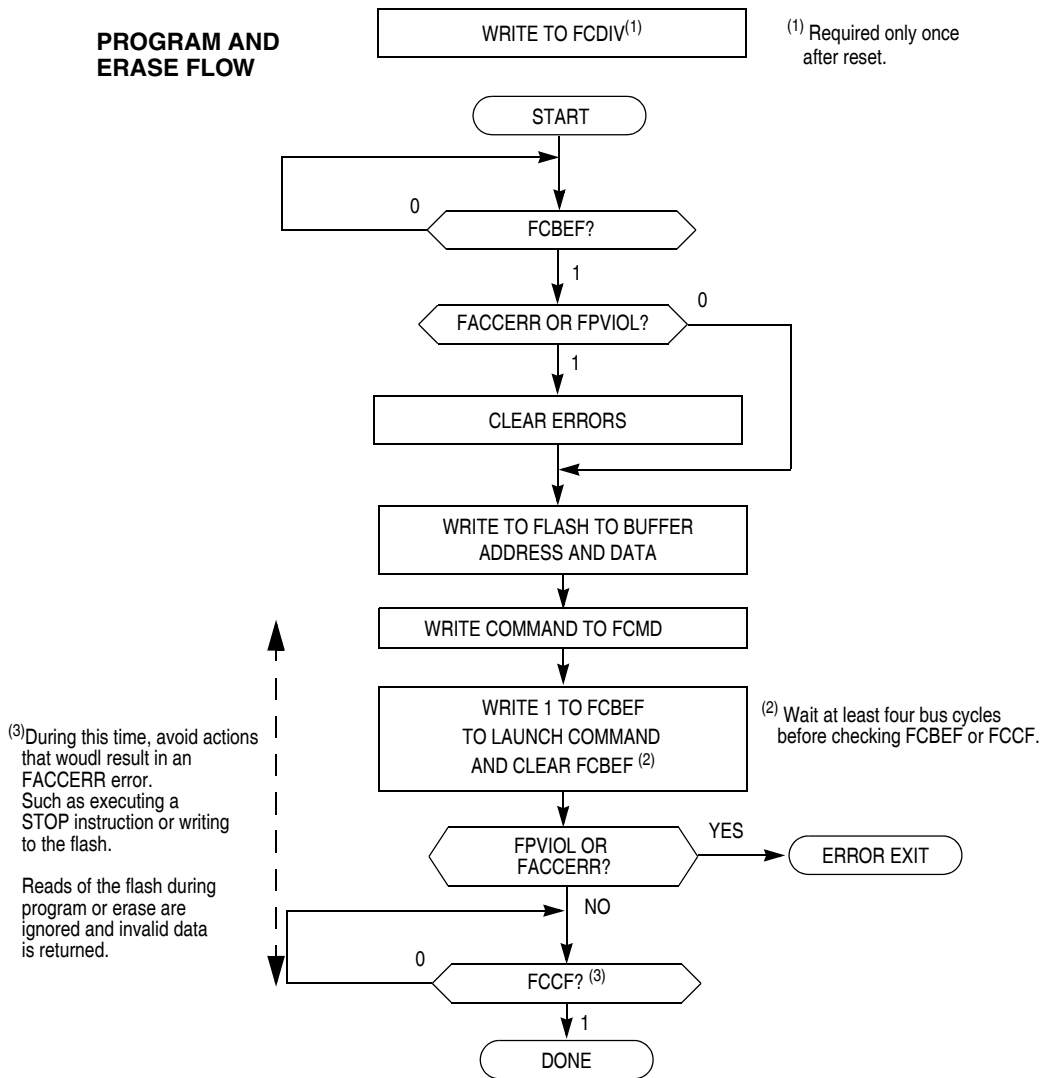 PROGRAM AND
ERASE FLOW
WRITE TO FCDIV(1)
(1) Required only once
after reset.
START
0
FCBEF?
1
0
FACCERR OR FPVIOL?
1
CLEAR ERRORS
WRITE TO FLASH TO BUFFER
ADDRESS AND DATA
WRITE COMMAND TO FCMD
WRITE 1 TO FCBEF
TO LAUNCH COMMAND
AND CLEAR FCBEF (2)
(2) Wait at least four bus cycles
before checking FCBEF or FCCF.
(3)During this time, avoid actions
that woudl result in an
FACCERR error.
Such as executing a
STOP instruction or writing
to the flash.
Reads of the flash during
program or erase are
ignored and invalid data
is returned.
FPVIOL OR
FACCERR?
YES
ERROR EXIT
NO
0
FCCF? (3)
1
DONE